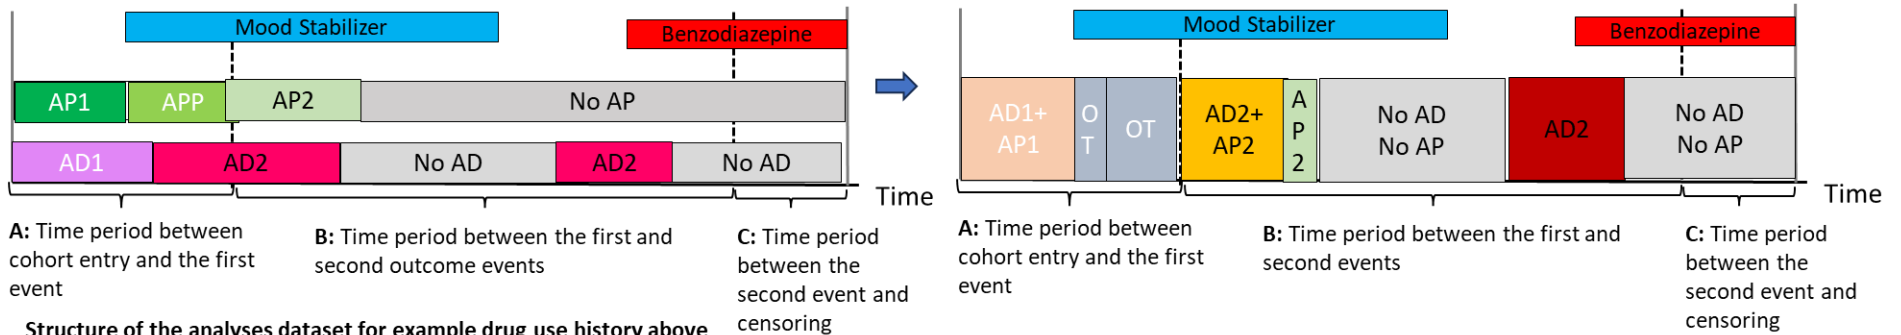 Mood Stabilizer
Benzodiazepine
AP1
APP
AP2
No AP
AD1
AD2
No AD
AD2
No AD
Time
A: Time period between
cohort entry and the first
event
B: Time period between the first and
second outcome events
C: Time period
between the
second event and
censoring
Structure of the analyses dataset for example drug use history above
Mood Stabilizer
Benzodiazepine
AD1+
AP1
O
T
OT
AD2+
AP2
A
P
2
No AD
No AP
AD2
No AD
No AP
Time
A: Time period between
cohort entry and the first
event
B: Time period between the first and
second events
C: Time period
between the
second event and
censoring